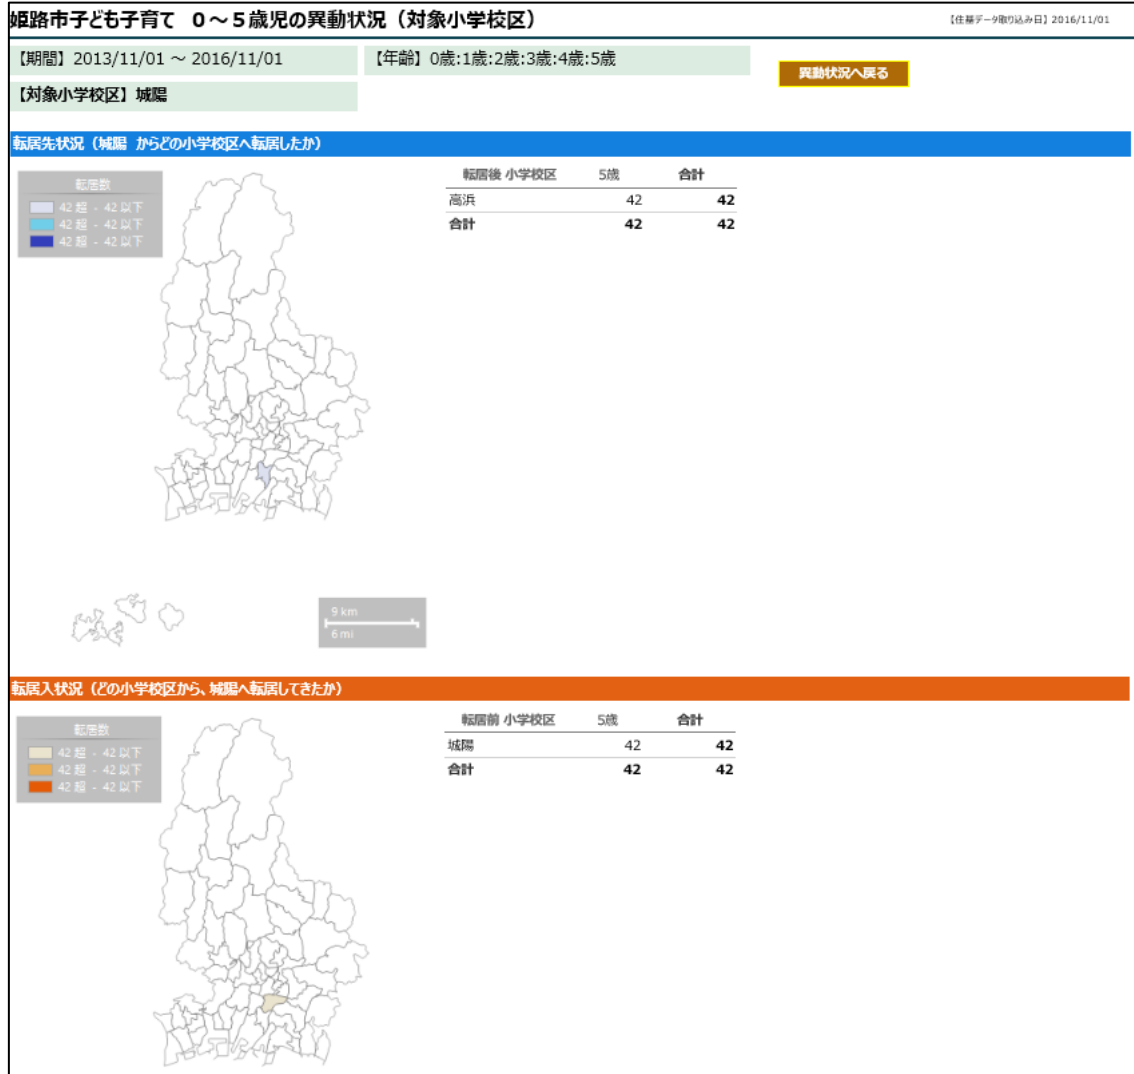 姫路市子ども子育て　０～５歳児の異動状況（対象小学校区）
【住基データ取り込み日】2016/11/01
【期間】2013/11/01 ～ 2016/11/01
【年齢】0歳:1歳:2歳:3歳:4歳:5歳
異動状況へ戻る
【対象小学校区】城陽
転居先状況（城陽 からどの小学校区へ転居したか）
転居数
42 超 - 42 以下
42 超 - 42 以下
42 超 - 42 以下
転居後 小学校区 5歳 合計
高浜 42 42
合計 42 42
9 km
6 mi
転居入状況（どの小学校区から、城陽へ転居してきたか）
転居数
42 超 - 42 以下
42 超 - 42 以下
42 超 - 42 以下
転居前 小学校区 5歳 合計
城陽 42 42
合計 42 42